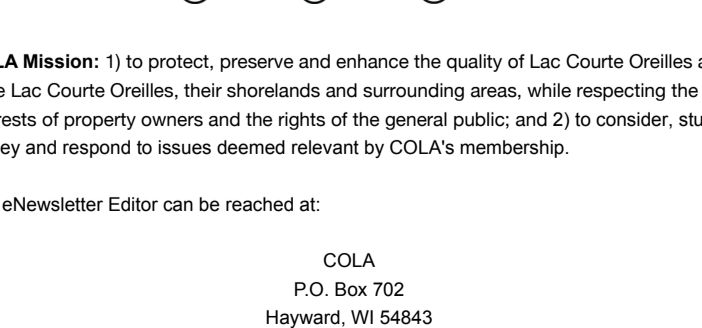 LA Mission: 1) to protect, preserve and enhance the quality of Lac Courte Oreilles a
e Lac Courte Oreilles, their shorelands and surrounding areas, while respecting the
rests of property owners and the rights of the general public; and 2) to consider, stu
ey and respond to issues deemed relevant by COLA's membership.
eNewsletter Editor can be reached at:
COLA
P.O. Box 702
Hayward, WI 54843